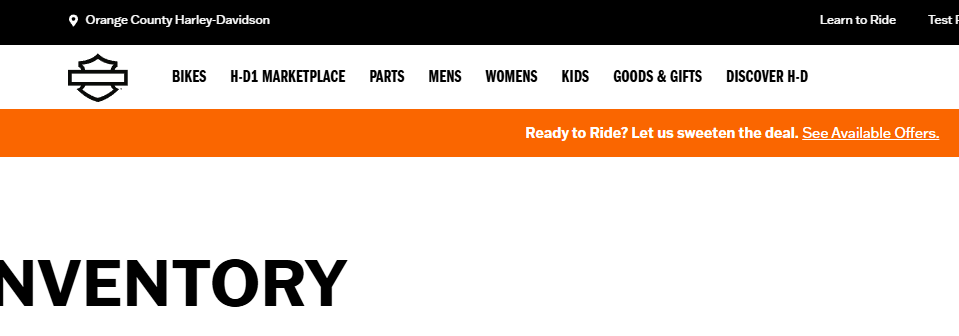 Orange County Harley-Davidson Learn to Ride Test
BIKES H-D1 MARKETPLACE PARTS MENS WOMENS KIDS GOODS & GIFTS DISCOVER H-D
Ready to Ride? Let us sweeten the deal. See Available Offers.
NVENTORY